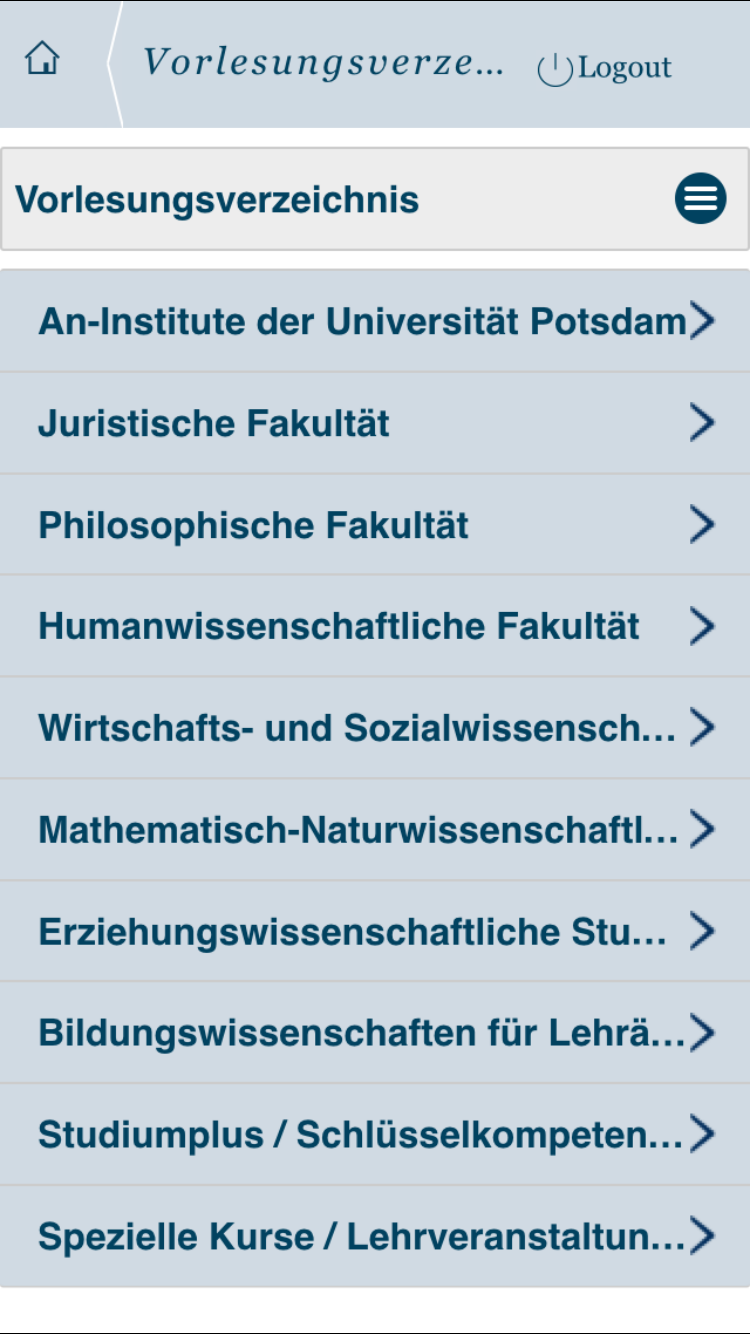 Vorlesungsverze... Logout
Vorlesungsverzeichnis
An-Institute der Universität Potsdam
Juristische Fakultät
Philosophische Fakultät
Humanwissenschaftliche Fakultät
Wirtschafts- und Sozialwissensch...
Mathematisch-Naturwissenschaftl...
Erziehungswissenschaftliche Stu...
Bildungswissenschaften für Lehrä...
Studiumplus / Schlüsselkompeten...
Spezielle Kurse / Lehrveranstaltun...